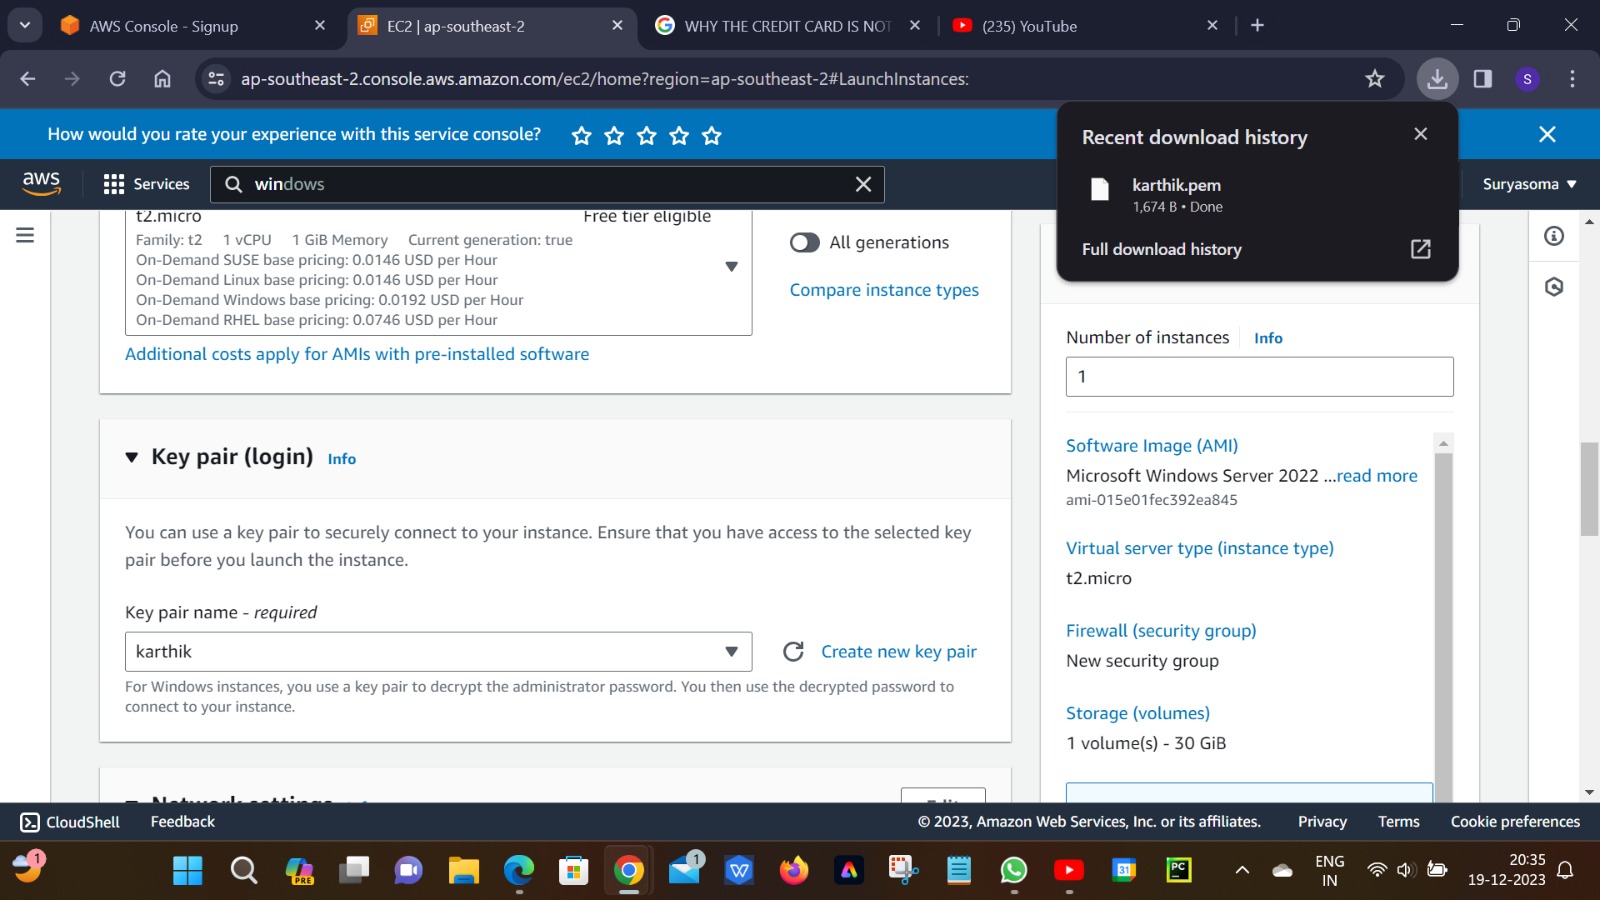 AWS Console - Signup
EC2 | ap-southeast-2
WHY THE CREDIT CARD IS NOT
(235) YouTube
ap-southeast-2.console.aws.amazon.com/ec2/home?region=ap-southeast-2#LaunchInstances:
S
How would you rate your experience with this service console?
Recent download history
karthik.pem
1,674 B • Done
Full download history
aws
Services
windows
Suryasoma
t2.micro
Free tier eligible
Family: t2 1 vCPU 1 GiB Memory Current generation: true
On-Demand SUSE base pricing: 0.0146 USD per Hour
On-Demand Linux base pricing: 0.0146 USD per Hour
On-Demand Windows base pricing: 0.0192 USD per Hour
On-Demand RHEL base pricing: 0.0746 USD per Hour
All generations
Compare instance types
Additional costs apply for AMIs with pre-installed software
Key pair (login) Info
You can use a key pair to securely connect to your instance. Ensure that you have access to the selected key
pair before you launch the instance.
Key pair name - required
karthik
Create new key pair
For Windows instances, you use a key pair to decrypt the administrator password. You then use the decrypted password to
connect to your instance.
Network settings
Edit
Number of instances Info
1
Software Image (AMI)
Microsoft Windows Server 2022 ...read more
ami-015e01fec392ea845
Virtual server type (instance type)
t2.micro
Firewall (security group)
New security group
Storage (volumes)
1 volume(s) - 30 GiB
CloudShell
Feedback
© 2023, Amazon Web Services, Inc. or its affiliates.
Privacy
Terms
Cookie preferences
1
PRE
1
31
PC
ENG
IN
20:35
19-12-2023